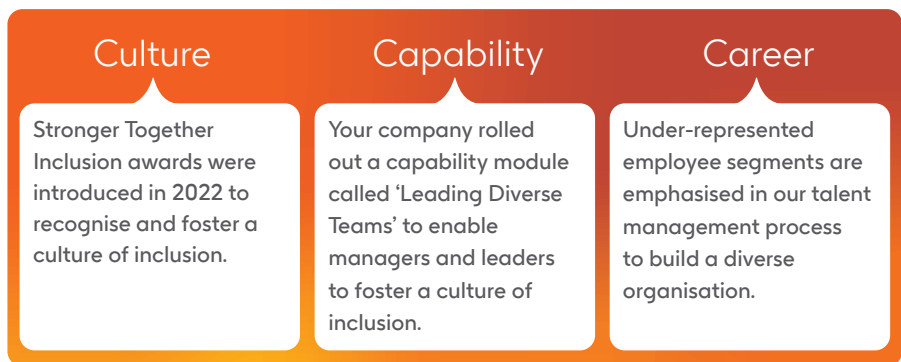 Culture
Stronger Together
Inclusion awards were
introduced in 2022 to
recognise and foster a
culture of inclusion.
Capability
Your company rolled
out a capability module
called ‘Leading Diverse
Teams’ to enable
managers and leaders
to foster a culture of
inclusion.
Career
Under-represented
employee segments are
emphasised in our talent
management process
to build a diverse
organisation.